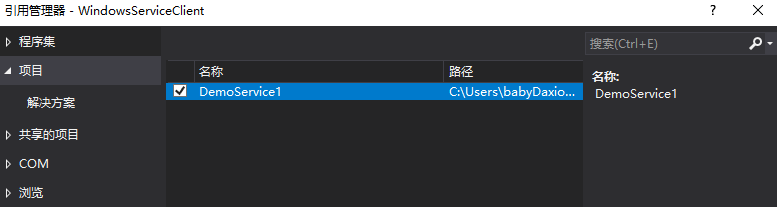 引用管理器 - WindowsServiceClient
? ×
程序集
项目
解决方案
共享的项目
COM
浏览
名称 路径
DemoService1 C:\Users\babyDaxio...
搜索(Ctrl+E)
名称:
DemoService1